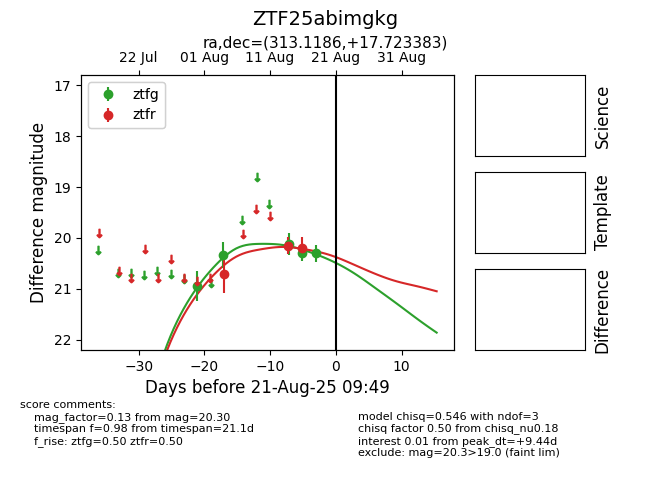 ZTF25abimgkg
ra,dec=(313.1186,+17.723383)
22 Jul 01 Aug 11 Aug 21 Aug 31 Aug
ztfg
ztfr
17
18
19
20
21
22
Difference magnitude
−30 −20 −10 0 10
Days before 21-Aug-25 09:49
Science
Template
Difference
score comments:
mag_factor=0.13 from mag=20.30
timespan f=0.98 from timespan=21.1d
f_rise: ztfg=0.50 ztfr=0.50
model chisq=0.546 with ndof=3
chisq factor 0.50 from chisq_nu0.18
interest 0.01 from peak_dt=+9.44d
exclude: mag=20.3>19.0 (faint lim)